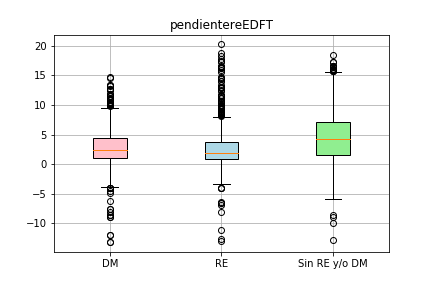 pendientereEDFT
20
15
10
5
0
−5
−10
DM
RE
Sin RE y/o DM